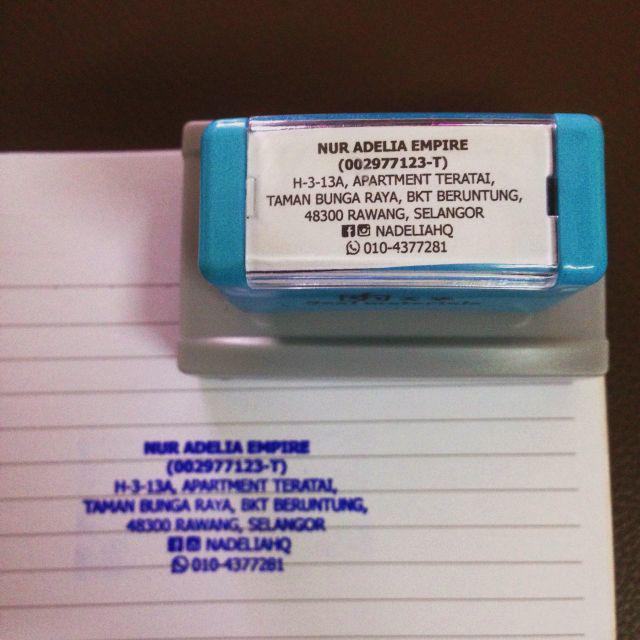 NUR ADELIA EMPIRE
(002977123-T)
H-3-13A, APARTMENT TERATAI,
TAMAN BUNGA RAYA, BKT BERUNTUNG,
48300 RAWANG, SELANGOR
NADELIAHQ
010-4377281
NUR ADELIA EMPIRE
(002977123-T)
H-3-13A, APARTMENT TERATAI,
TAMAN BUNGA RAYA, BKT BERUNTUNG,
48300 RAWANG, SELANGOR
NADELIAHQ
010-4377281